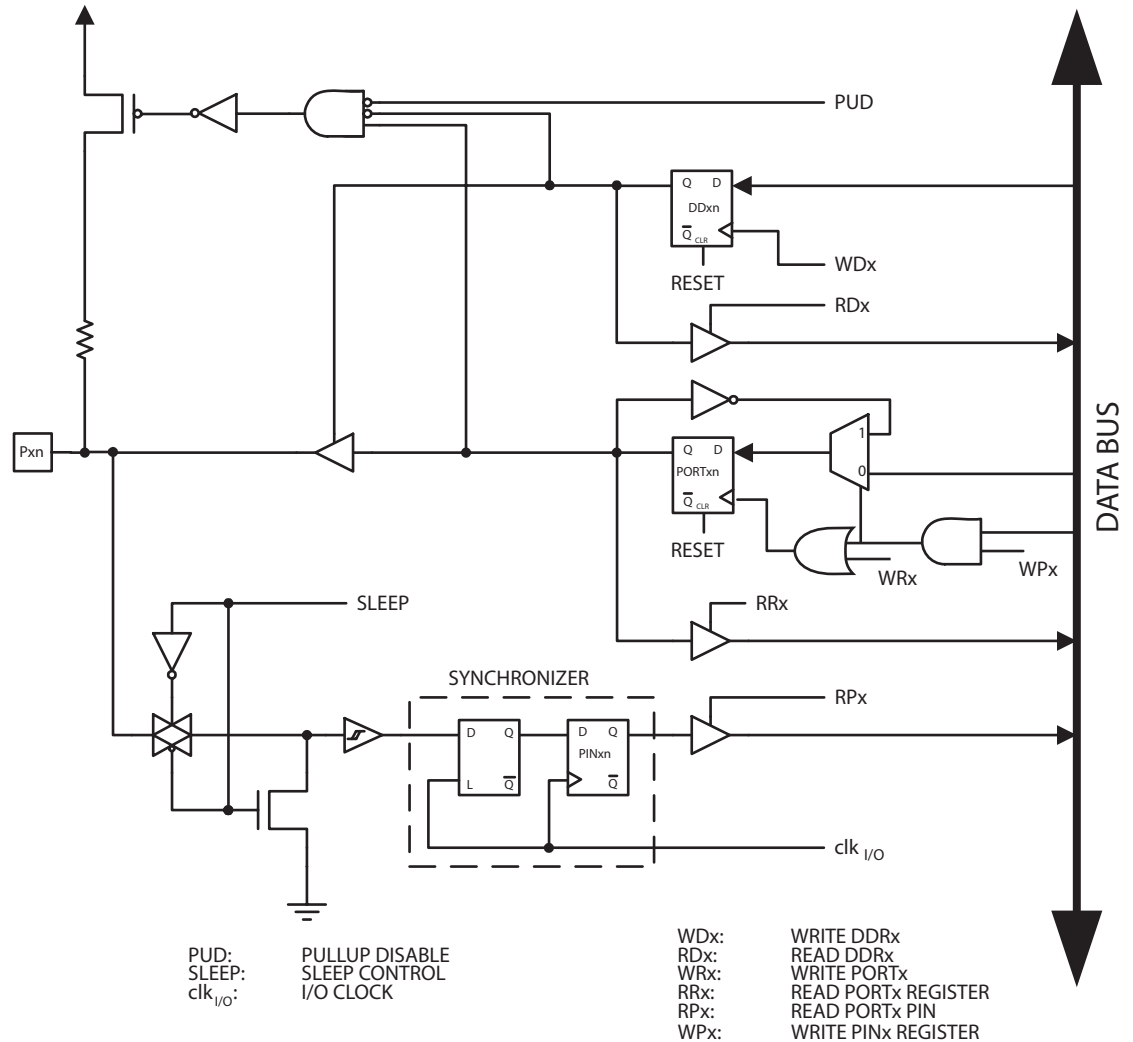 PUD
Q D
DDxn
Q CLR
WDx
RESET
RDx
1
Pxn
Q D
PORTxn
0
Q CLR
RESET
WRx
WPx
DATA BUS
SLEEP
RRx
SYNCHRONIZER
RPx
D Q
D Q
PINxn
L Q
Q
clk I/O
PUD: PULLUP DISABLE
SLEEP: SLEEP CONTROL
clk I/O: I/O CLOCK
WDx: WRITE DDRx
RDx: READ DDRx
WRx: WRITE PORTx
RRx: READ PORTx REGISTER
RPx: READ PORTx PIN
WPx: WRITE PINx REGISTER